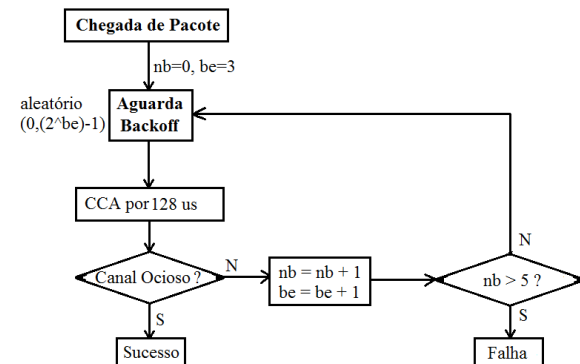 Chegada de Pacote
nb=0, be=3
aleatório
(0,(2^be)-1)
Aguarda
Backoff
CCA por 128 us
Canal Ocioso ?
N
nb = nb + 1
be = be + 1
N
nb > 5 ?
S
S
Sucesso
Falha